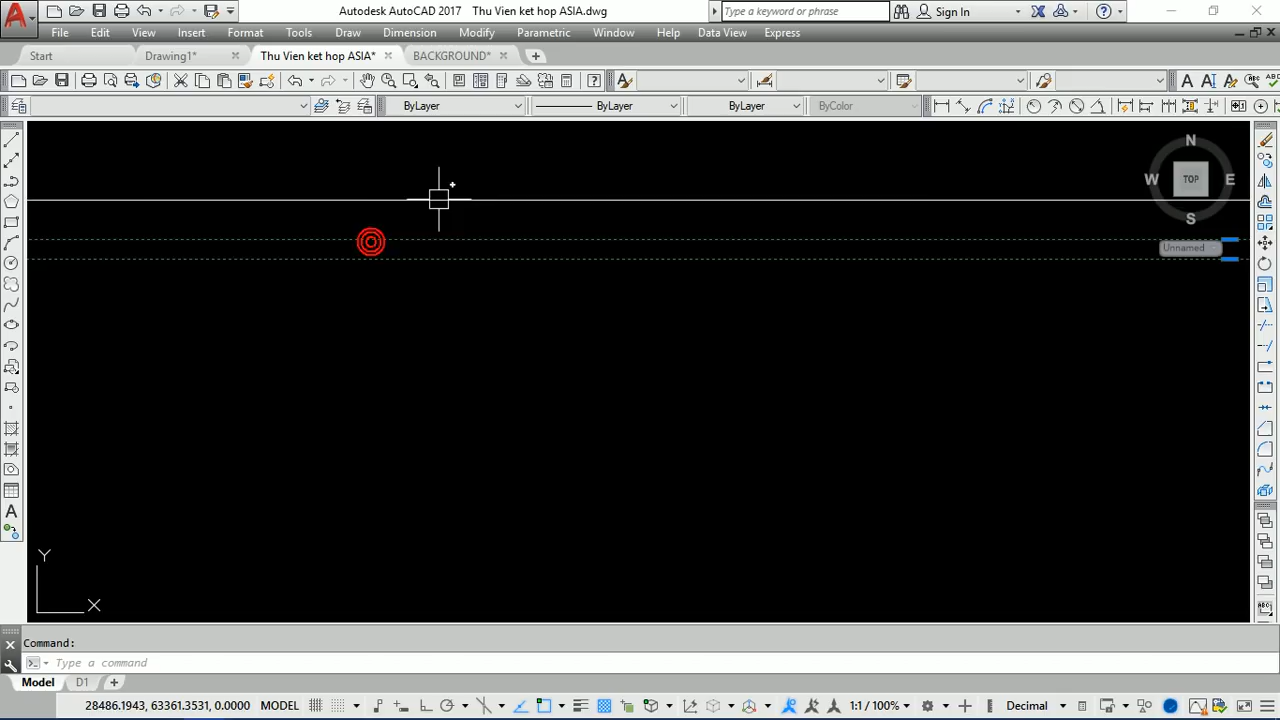 Autodesk AutoCAD 2017 Thu Vien ket hop ASIA.dwg Type a keyword or phrase Sign In
File Edit View Insert Format Tools Draw Dimension Modify Parametric Window Help Data View Express
Start Drawing1* Thu Vien ket hop ASIA* BACKGROUND*
ByLayer ByLayer ByLayer ByColor
N
W TOP E
S
Unnamed
Y
X
Command:
Type a command
Model D1
28486.1943, 63361.3531, 0.0000 MODEL 1:1 / 100% Decimal